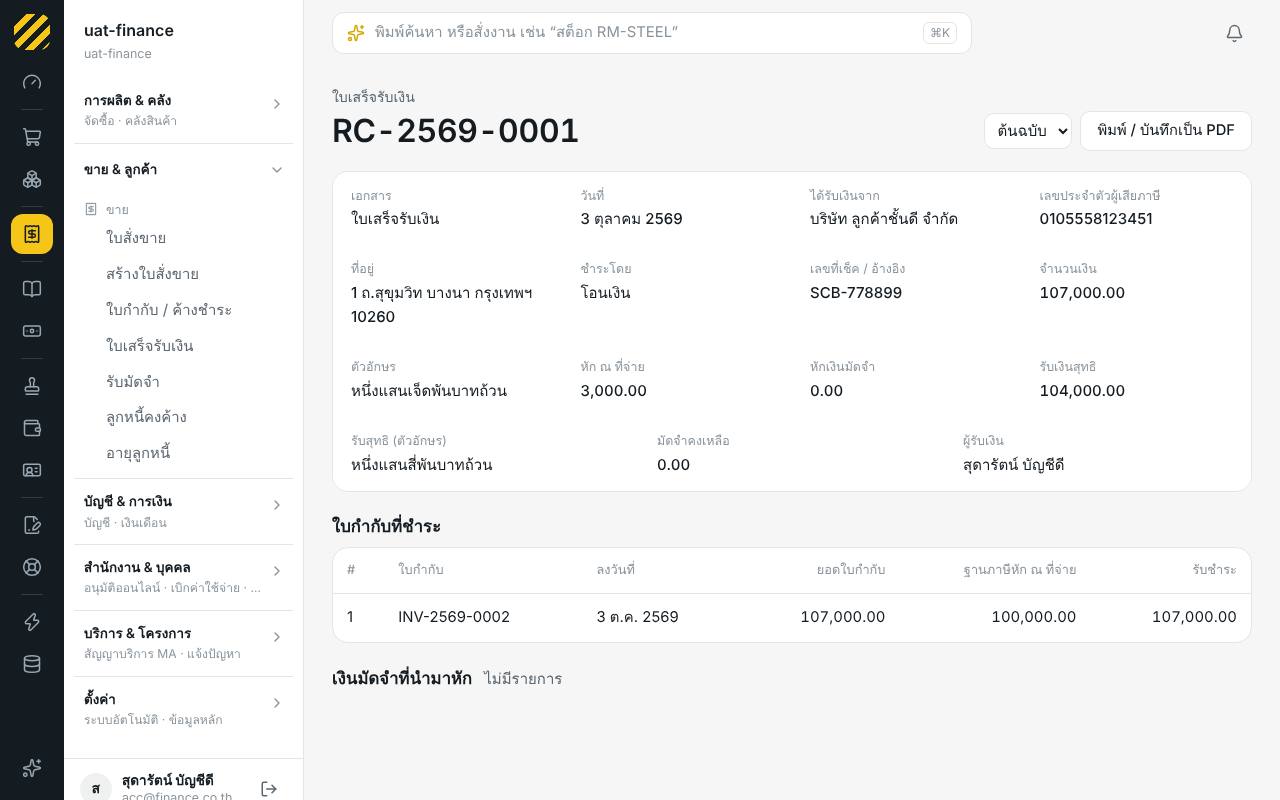 uat-finance
uat-finance
การผลิต & คลัง
จัดซื้อ · คลังสินค้า
ขาย & ลูกค้า
ขาย
ใบสั่งขาย
สร้างใบสั่งขาย
ใบกำกับ / ค้างชำระ
ใบเสร็จรับเงิน
รับมัดจำ
ลูกหนี้คงค้าง
อายุลูกหนี้
บัญชี & การเงิน
บัญชี · เงินเดือน
สำนักงาน & บุคคล
อนุมัติออนไลน์ · เบิกค่าใช้จ่าย · ...
บริการ & โครงการ
สัญญาบริการ MA · แจ้งปัญหา
ตั้งค่า
ระบบอัตโนมัติ · ข้อมูลหลัก
ส สุดารัตน์ บัญชีดี
acc@finance.co.th
พิมพ์ค้นหา หรือสั่งงาน เช่น “สต็อก RM-STEEL” ⌘K
ใบเสร็จรับเงิน
RC-2569-0001
ต้นฉบับ พิมพ์ / บันทึกเป็น PDF
เอกสาร วันที่ ได้รับเงินจาก เลขประจำตัวผู้เสียภาษี
ใบเสร็จรับเงิน 3 ตุลาคม 2569 บริษัท ลูกค้าชั้นดี จำกัด 0105558123451
ที่อยู่ ชำระโดย เลขที่เช็ค / อ้างอิง จำนวนเงิน
1 ถ.สุขุมวิท บางนา กรุงเทพฯ โอนเงิน SCB-778899 107,000.00
10260
ตัวอักษร หัก ณ ที่จ่าย หักเงินมัดจำ รับเงินสุทธิ
หนึ่งแสนเจ็ดพันบาทถ้วน 3,000.00 0.00 104,000.00
รับสุทธิ (ตัวอักษร) มัดจำคงเหลือ ผู้รับเงิน
หนึ่งแสนสี่พันบาทถ้วน 0.00 สุดารัตน์ บัญชีดี
ใบกำกับที่ชำระ
# ใบกำกับ ลงวันที่ ยอดใบกำกับ ฐานภาษีหัก ณ ที่จ่าย รับชำระ
1 INV-2569-0002 3 ต.ค. 2569 107,000.00 100,000.00 107,000.00
เงินมัดจำที่นำมาหัก ไม่มีรายการ